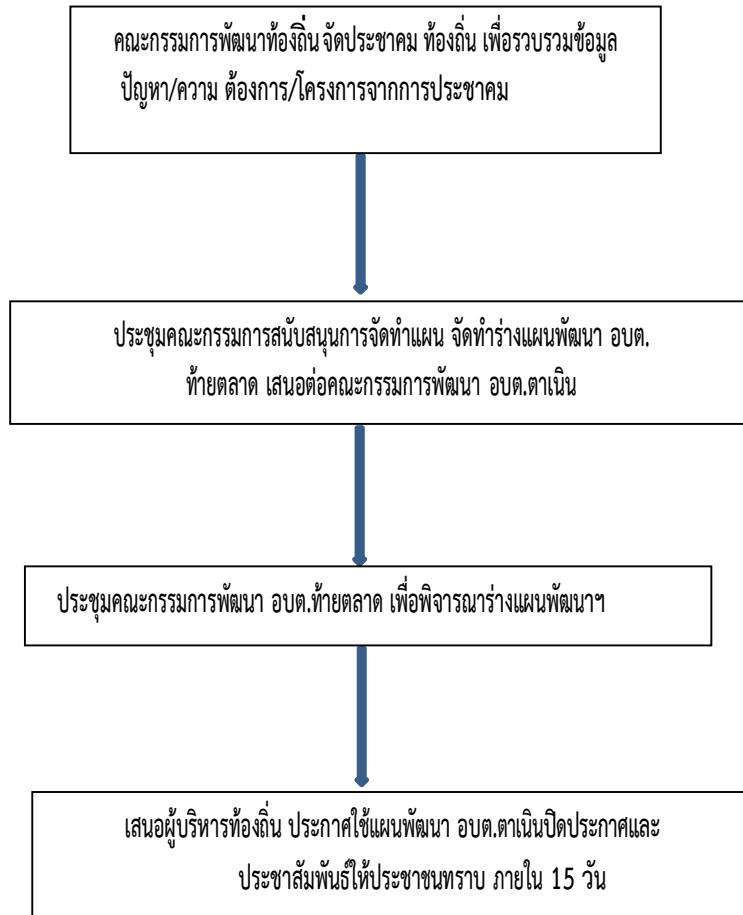 คณะกรรมการพัฒนาท้องถิ่น จัดประชาคม ท้องถิ่น เพื่อรวบรวมข้อมูล
ปัญหา/ความ ต้องการ/โครงการจากการประชาคม
ประชุมคณะกรรมการสนับสนุนการจัดทำแผน จัดทำร่างแผนพัฒนา อบต.
ท้ายตลาด เสนอต่อคณะกรรมการพัฒนา อบต.ตาเนิน
ประชุมคณะกรรมการพัฒนา อบต.ท้ายตลาด เพื่อพิจารณาร่างแผนพัฒนาฯ
เสนอผู้บริหารท้องถิ่น ประกาศใช้แผนพัฒนา อบต.ตาเนินปิดประกาศและ
ประชาสัมพันธ์ให้ประชาชนทราบ ภายใน 15 วัน